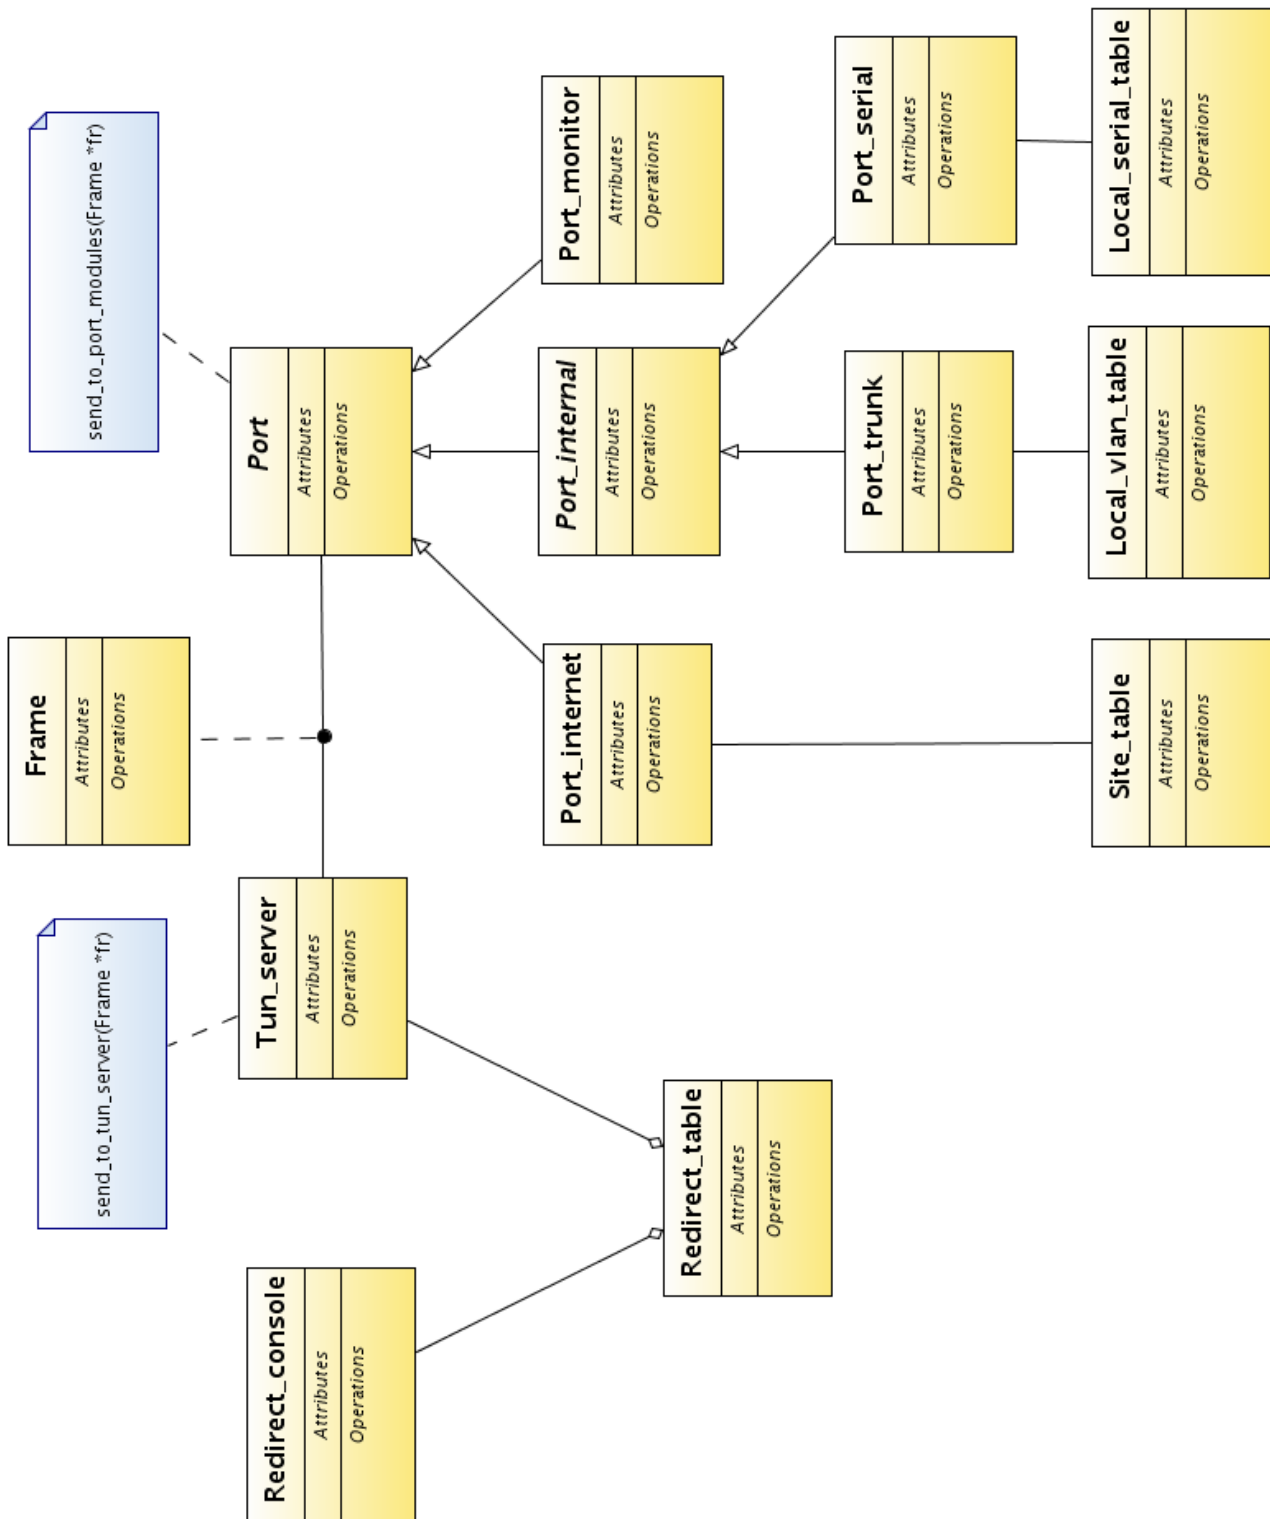 send_to_tun_server(Frame *fr)
send_to_port_modules(Frame *fr)
Frame
Attributes
Operations
Redirect_console
Attributes
Operations
Tun_server
Attributes
Operations
Port
Attributes
Operations
Redirect_table
Attributes
Operations
Port_internet
Attributes
Operations
Port_internal
Attributes
Operations
Port_monitor
Attributes
Operations
Port_trunk
Attributes
Operations
Port_serial
Attributes
Operations
Site_table
Attributes
Operations
Local_vlan_table
Attributes
Operations
Local_serial_table
Attributes
Operations